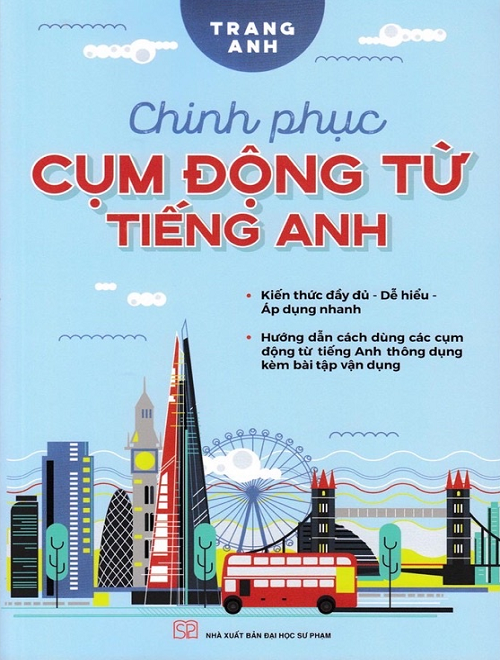 TRANG
ANH
Chinh phục
CỤM ĐỘNG TỪ
TIẾNG ANH
• Kiến thức đầy đủ - Dễ hiểu -
Áp dụng nhanh
• Hướng dẫn cách dùng các cụm
động từ tiếng Anh thông dụng
kèm bài tập vận dụng
SP
NHÀ XUẤT BẢN ĐẠI HỌC SƯ PHẠM